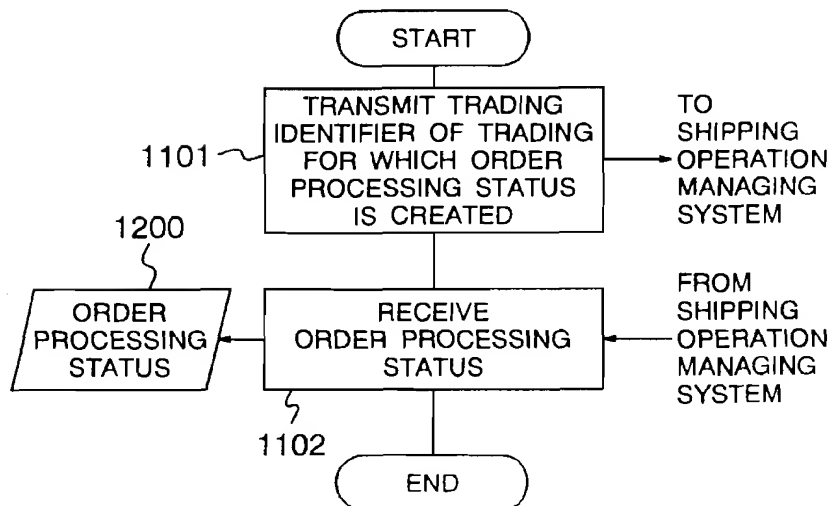 START
TRANSMIT TRADING
IDENTIFIER OF TRADING
FOR WHICH ORDER
PROCESSING STATUS
IS CREATED
1101
TO
SHIPPING
OPERATION
MANAGING
SYSTEM
1200
ORDER
PROCESSING
STATUS
RECEIVE
ORDER PROCESSING
STATUS
1102
FROM
SHIPPING
OPERATION
MANAGING
SYSTEM
END